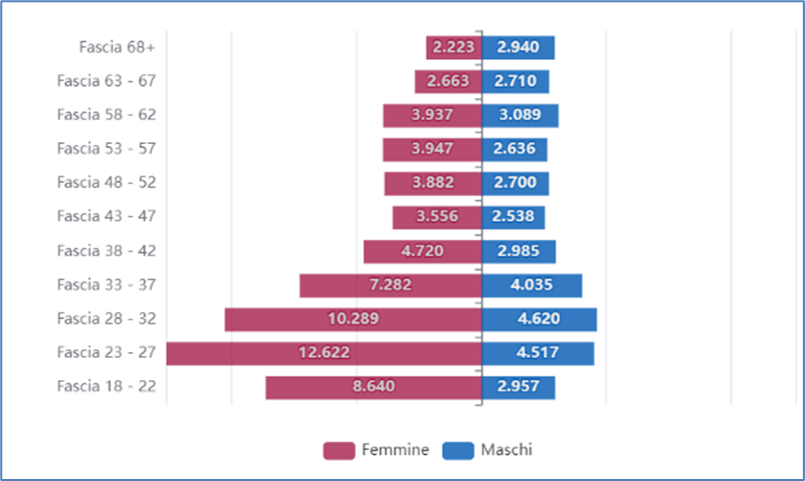 Fascia 68+ 2.223 2.940
Fascia 63 - 67 2.663 2.710
Fascia 58 - 62 3.937 3.089
Fascia 53 - 57 3.947 2.636
Fascia 48 - 52 3.882 2.700
Fascia 43 - 47 3.556 2.538
Fascia 38 - 42 4.720 2.985
Fascia 33 - 37 7.282 4.035
Fascia 28 - 32 10.289 4.620
Fascia 23 - 27 12.622 4.517
Fascia 18 - 22 8.640 2.957
Femmine Maschi